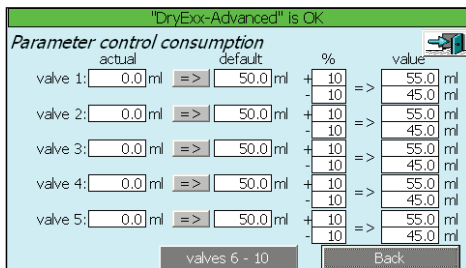 "DryExx-Advanced" is OK
Parameter control consumption
actual default % value
valve 1: 0.0 ml => 50.0 ml + 10 => 55.0 ml
- 10 45.0 ml
valve 2: 0.0 ml => 50.0 ml + 10 => 55.0 ml
- 10 45.0 ml
valve 3: 0.0 ml => 50.0 ml + 10 => 55.0 ml
- 10 45.0 ml
valve 4: 0.0 ml => 50.0 ml + 10 => 55.0 ml
- 10 45.0 ml
valve 5: 0.0 ml => 50.0 ml + 10 => 55.0 ml
- 10 45.0 ml
valves 6 - 10 Back